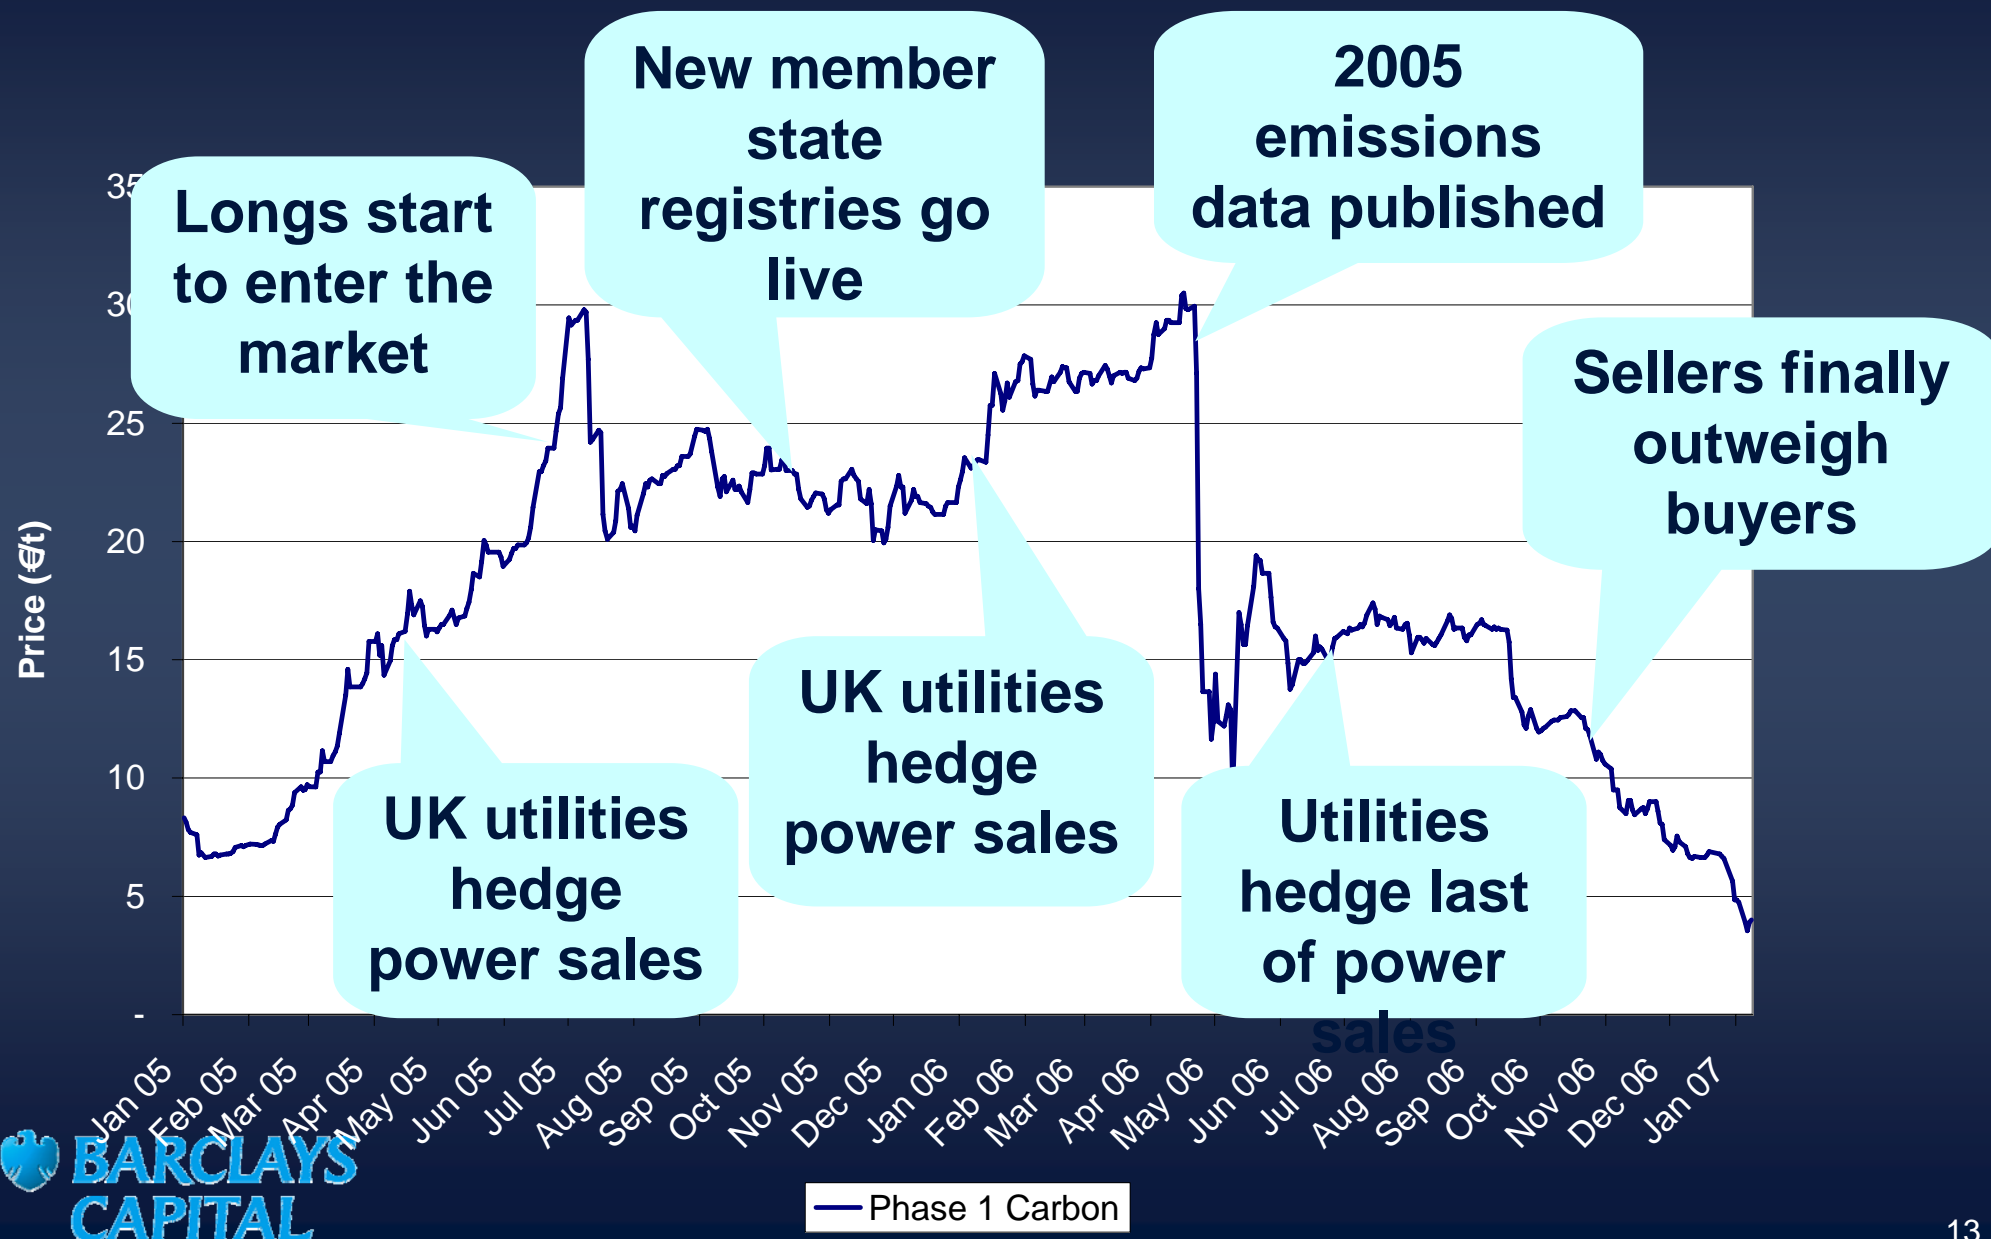 New member
state
registries go
live
2005
emissions
data published
Longs start
to enter the
market
Sellers finally
outweigh
buyers
UK utilities
hedge
power sales
UK utilities
hedge
power sales
Utilities
hedge last
of power
sales
Price (€/t)
35
30
25
20
15
10
5
-
Jan 05
Feb 05
Mar 05
Apr 05
May 05
Jun 05
Jul 05
Aug 05
Sep 05
Oct 05
Nov 05
Dec 05
Jan 06
Feb 06
Mar 06
Apr 06
May 06
Jun 06
Jul 06
Aug 06
Sep 06
Oct 06
Nov 06
Dec 06
Jan 07
Phase 1 Carbon
BARCLAYS
CAPITAL
13